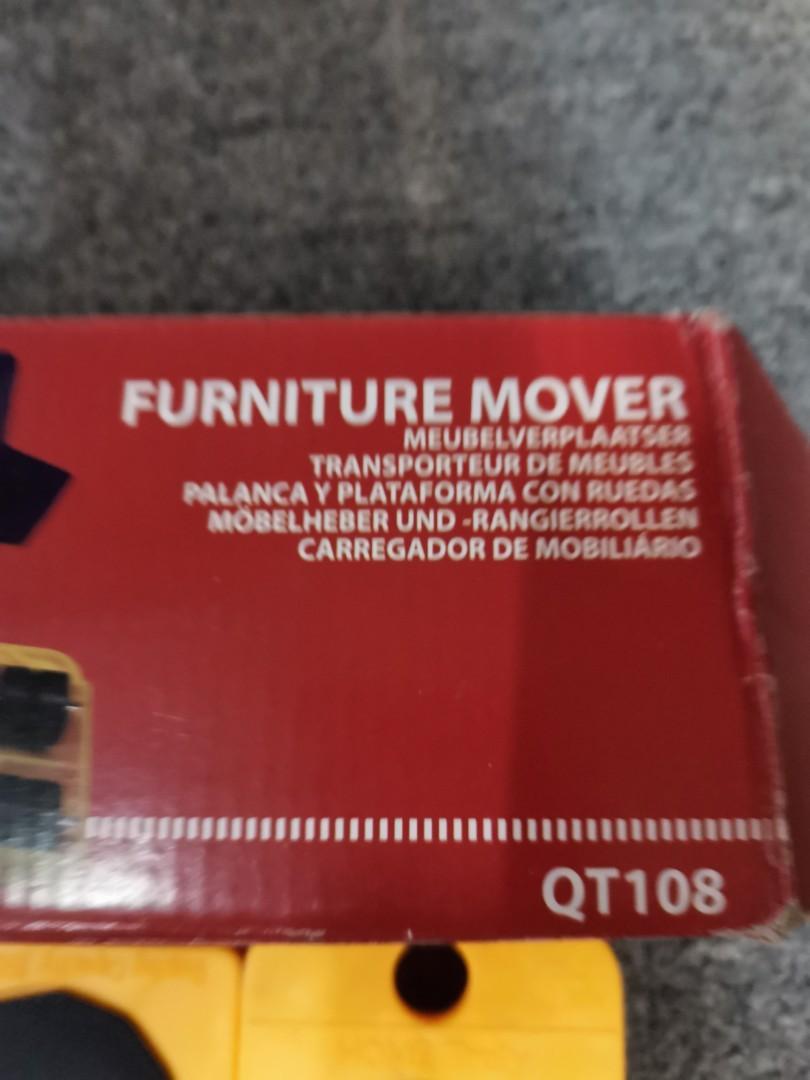 FURNITURE MOVER
MEUBELVERPLAATSER
TRANSPORTEUR DE MEUBLES
PALANCA Y PLATAFORMA CON RUEDAS
MÖBELHEBER UND -RANGIERROLLEN
CARREGADOR DE MOBILIÁRIO
QT108